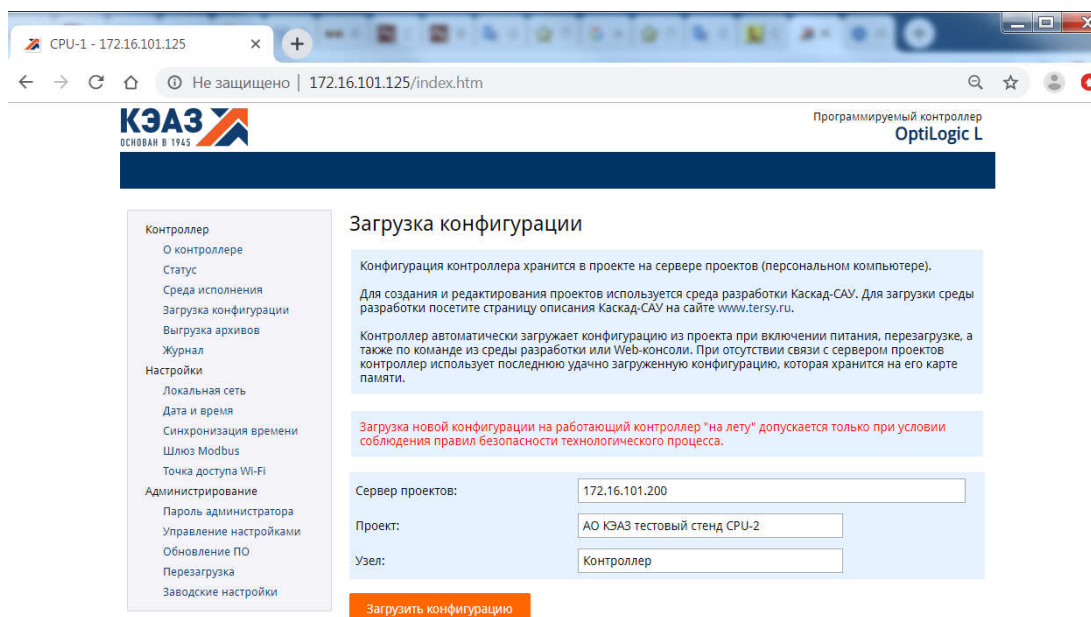 CPU-1 - 172.16.101.125
Не защищено | 172.16.101.125/index.htm
КЭАЗ
ОСНОВАН В 1945
Программируемый контроллер
OptiLogic L
Контроллер
О контроллере
Статус
Среда исполнения
Загрузка конфигурации
Выгрузка архивов
Журнал
Настройки
Локальная сеть
Дата и время
Синхронизация времени
Шлюз Modbus
Точка доступа Wi-Fi
Администрирование
Пароль администратора
Управление настройками
Обновление ПО
Перезагрузка
Заводские настройки
Загрузка конфигурации
Конфигурация контроллера хранится в проекте на сервере проектов (персональном компьютере).
Для создания и редактирования проектов используется среда разработки Каскад-САУ. Для загрузки среды
разработки посетите страницу описания Каскад-САУ на сайте www.tersy.ru.
Контроллер автоматически загружает конфигурацию из проекта при включении питания, перезагрузке, а
также по команде из среды разработки или Web-консоли. При отсутствии связи с сервером проектов
контроллер использует последнюю удачно загруженную конфигурацию, которая хранится на его карте
памяти.
Загрузка новой конфигурации на работающий контроллер "на лету" допускается только при условии
соблюдения правил безопасности технологического процесса.
Сервер проектов: 172.16.101.200
Проект: АО КЭАЗ тестовый стенд CPU-2
Узел: Контроллер
Загрузить конфигурацию